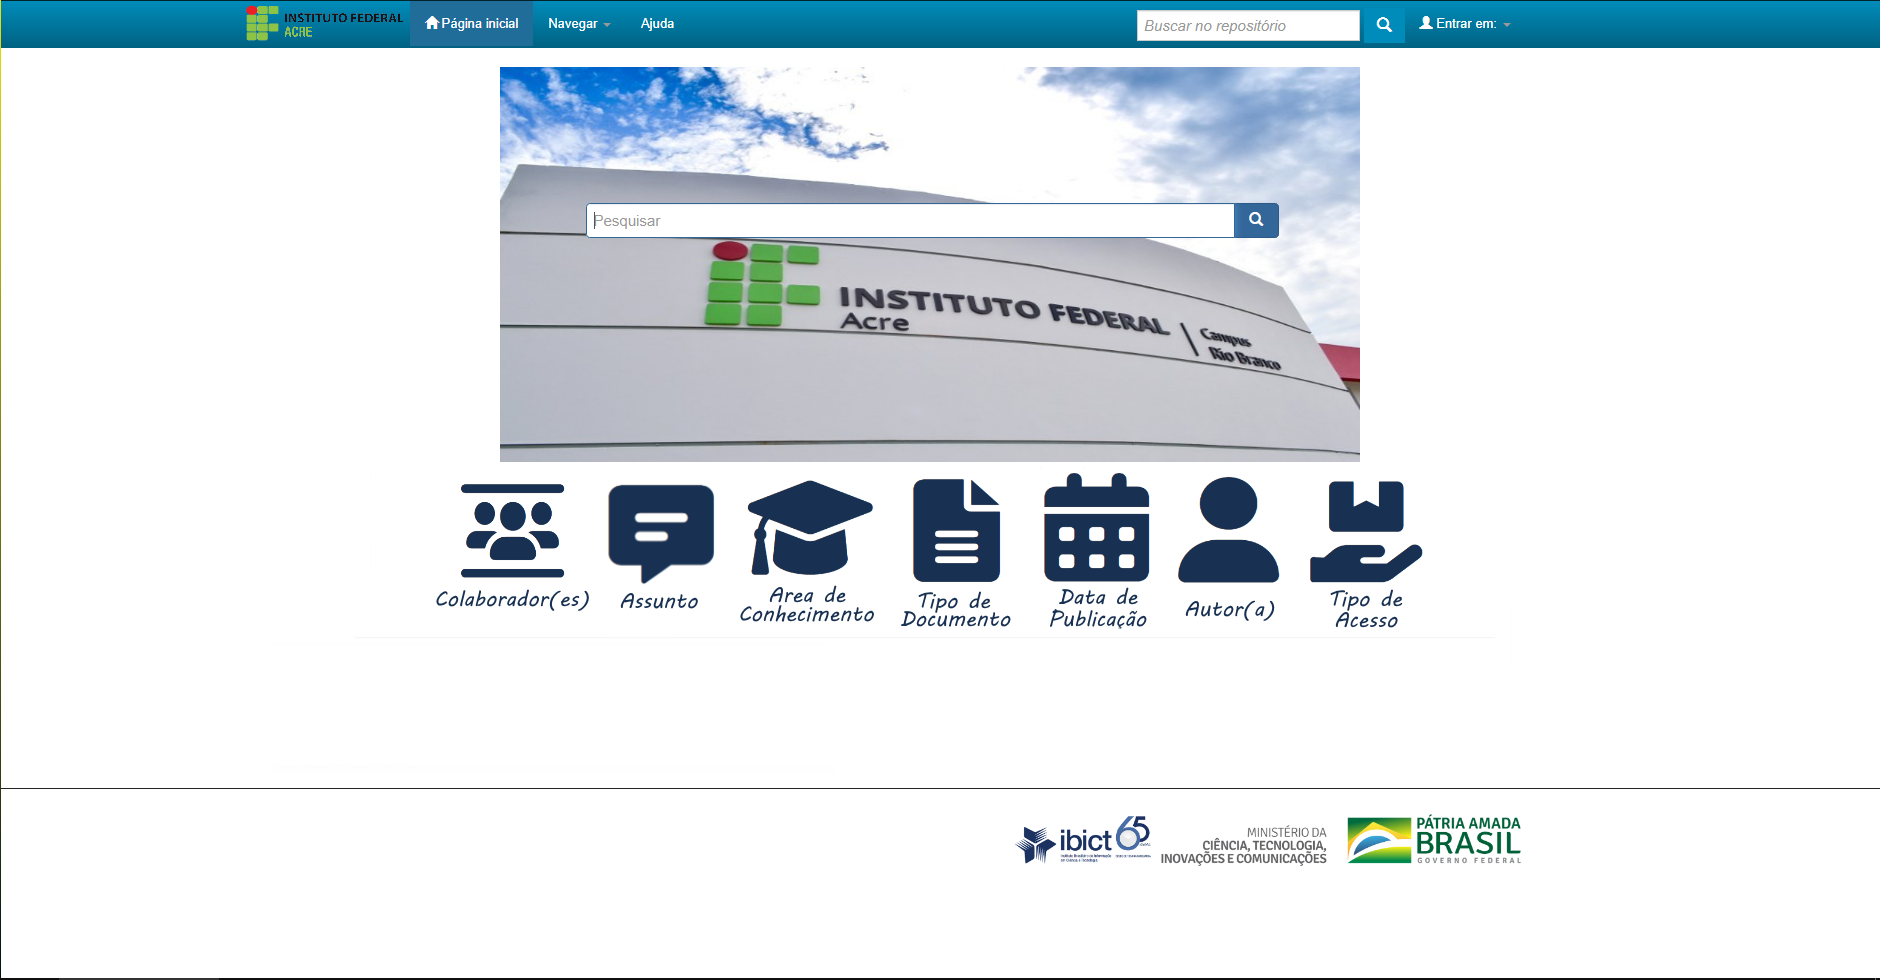 INSTITUTO FEDERAL
ACRE
Página inicial
Navegar
Ajuda
Buscar no repositório
Entrar em:
Pesquisar
INSTITUTO FEDERAL
Acre
Campus
Rio Branco
Colaborador(es)
Assunto
Area de
Conhecimento
Tipo de
Documento
Data de
Publicação
Autor(a)
Tipo de
Acesso
ibict
65
MINISTÉRIO DA
CIÊNCIA, TECNOLOGIA,
INOVAÇÕES E COMUNICAÇÕES
PÁTRIA AMADA
BRASIL
GOVERNO FEDERAL